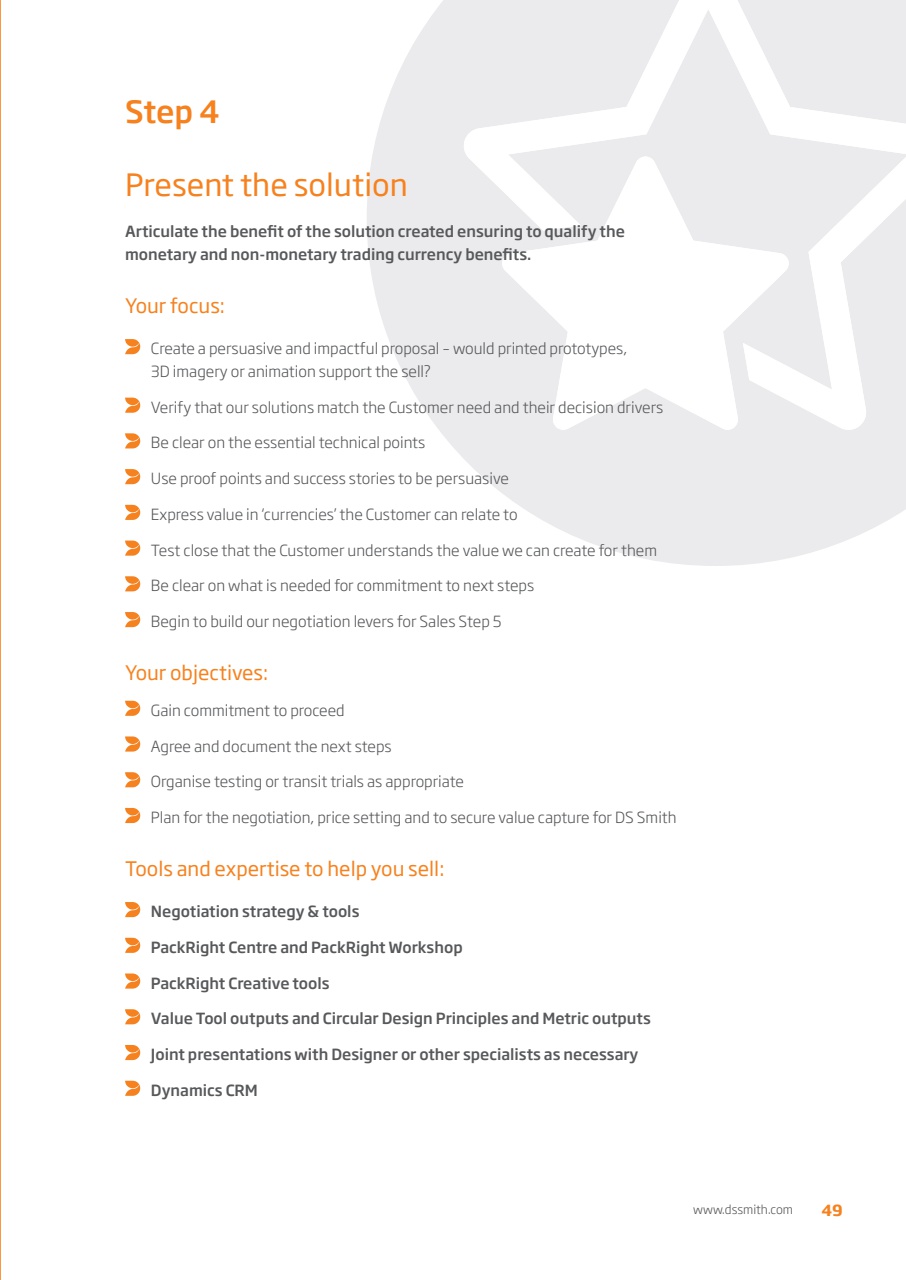 Step 4
Present the solution
Articulate the benefit of the solution created ensuring to qualify the
monetary and non-monetary trading currency benefits.
Your focus:
Create a persuasive and impactful proposal – would printed prototypes,
3D imagery or animation support the sell?
Verify that our solutions match the Customer need and their decision drivers
Be clear on the essential technical points
Use proof points and success stories to be persuasive
Express value in ‘currencies’ the Customer can relate to
Test close that the Customer understands the value we can create for them
Be clear on what is needed for commitment to next steps
Begin to build our negotiation levers for Sales Step 5
Your objectives:
Gain commitment to proceed
Agree and document the next steps
Organise testing or transit trials as appropriate
Plan for the negotiation, price setting and to secure value capture for DS Smith
Tools and expertise to help you sell:
Negotiation strategy & tools
PackRight Centre and PackRight Workshop
PackRight Creative tools
Value Tool outputs and Circular Design Principles and Metric outputs
Joint presentations with Designer or other specialists as necessary
Dynamics CRM
www.dssmith.com 49